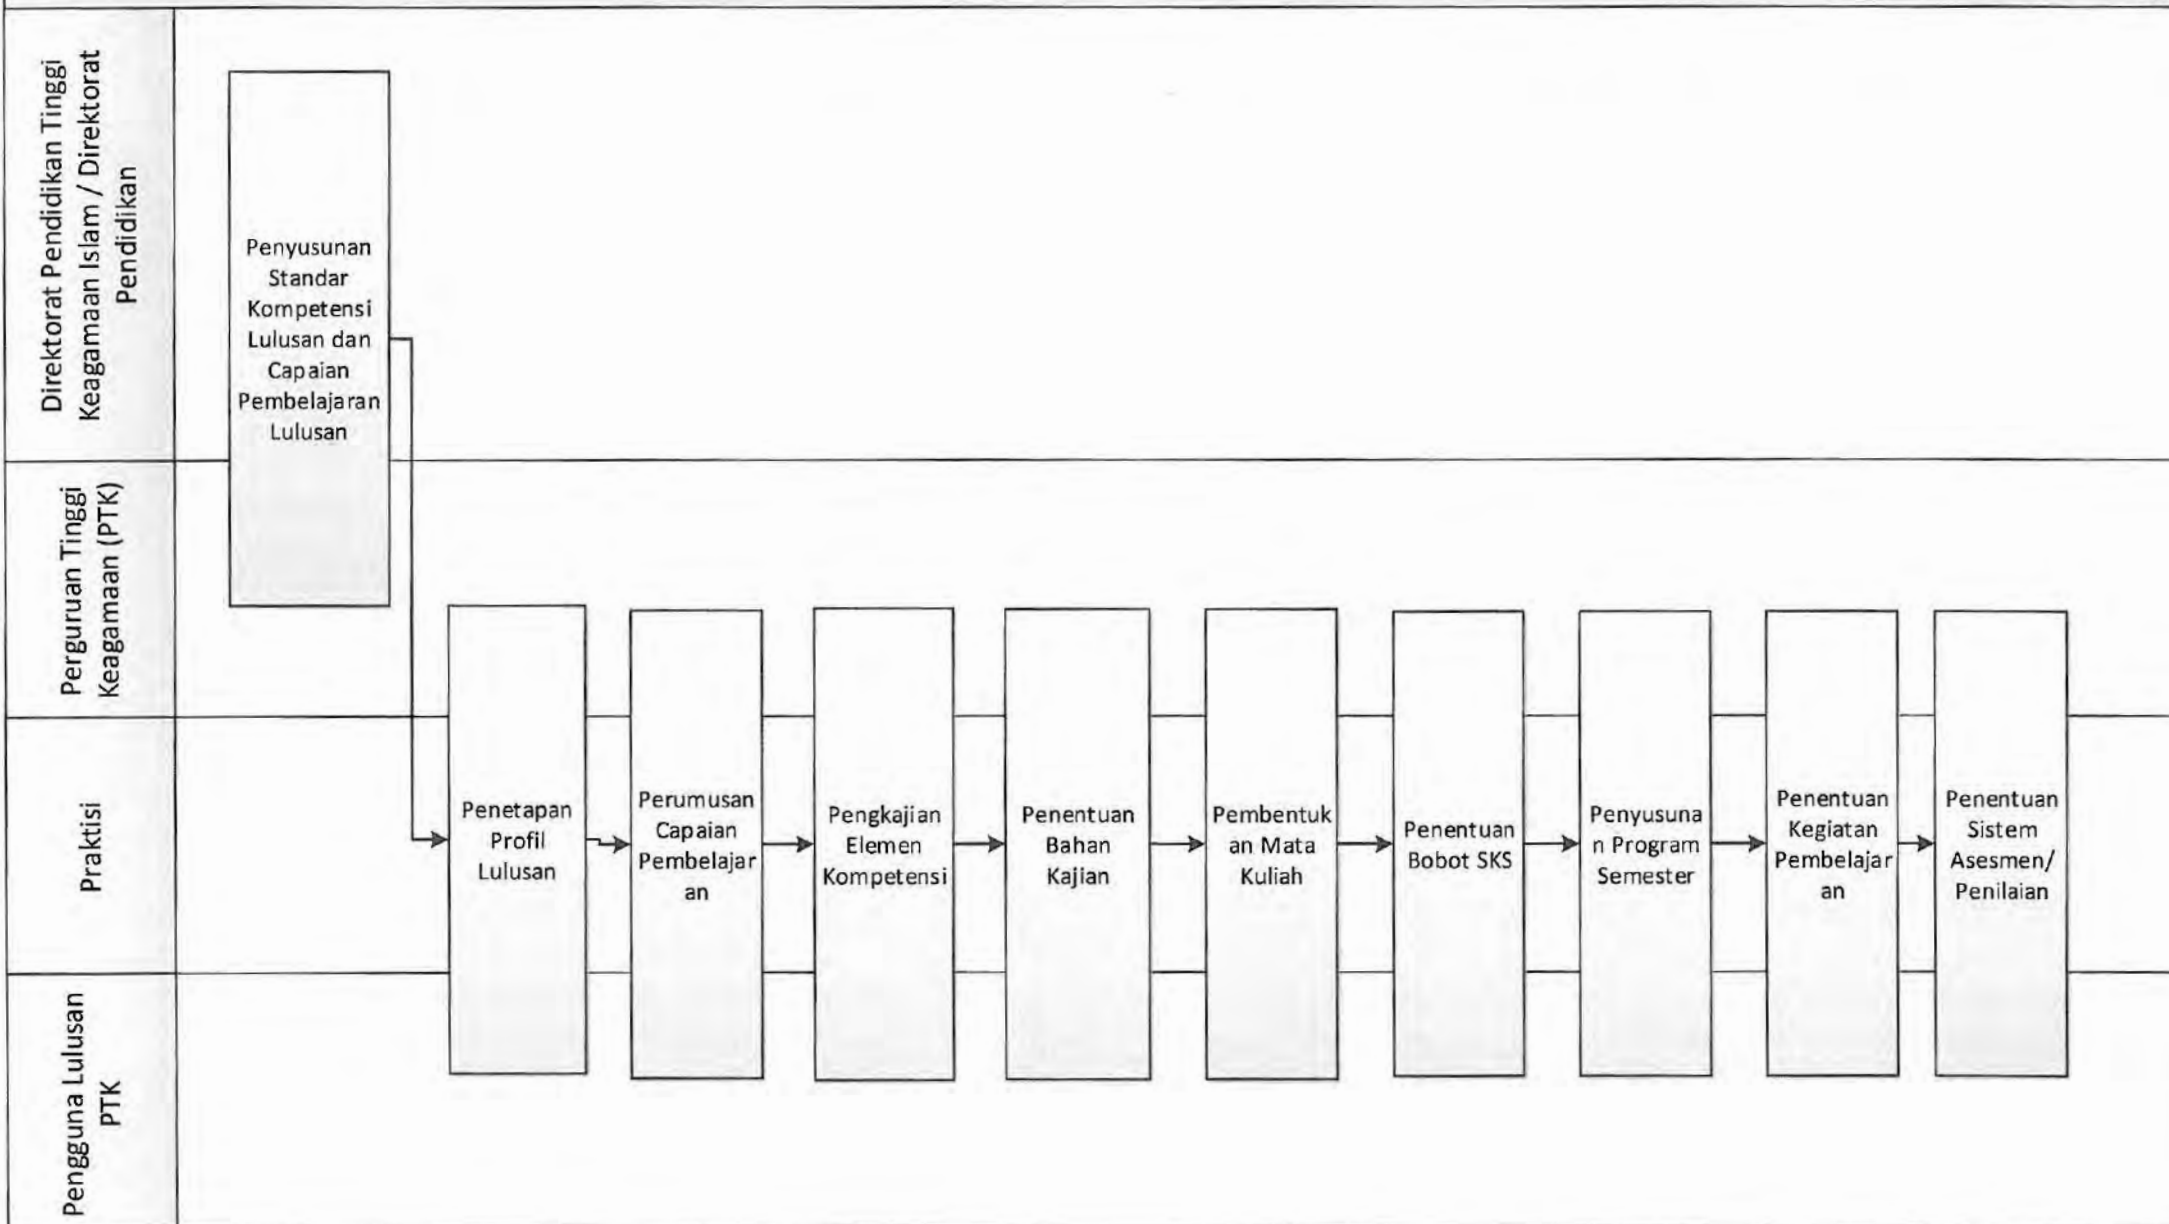 Direktorat Pendidikan Tinggi
Keagamaan Islam / Direktorat
Pendidikan
Penyusunan
Standar
Kompetensi
Lulusan dan
Capaian
Pembelajaran
Lulusan
Perguruan Tinggi
Keagamaan (PTK)
Praktisi
Penetapan
Profil
Lulusan
Perumusan
Capaian
Pembelajar
an
Pengkajian
Elemen
Kompetensi
Penentuan
Bahan
Kajian
Pembentuk
an Mata
Kuliah
Penentuan
Bobot SKS
Penyusuna
n Program
Semester
Penentuan
Kegiatan
Pembelajar
an
Penentuan
Sistem
Asesmen/
Penilaian
Pengguna Lulusan
PTK